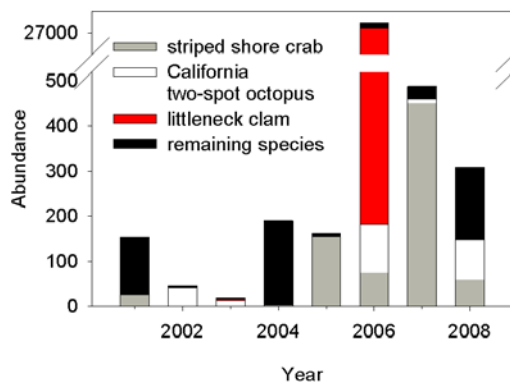 27000
striped shore crab
California
two-spot octopus
littleneck clam
remaining species
500
400
300
200
100
0
Abundance
2002 2004 2006 2008
Year